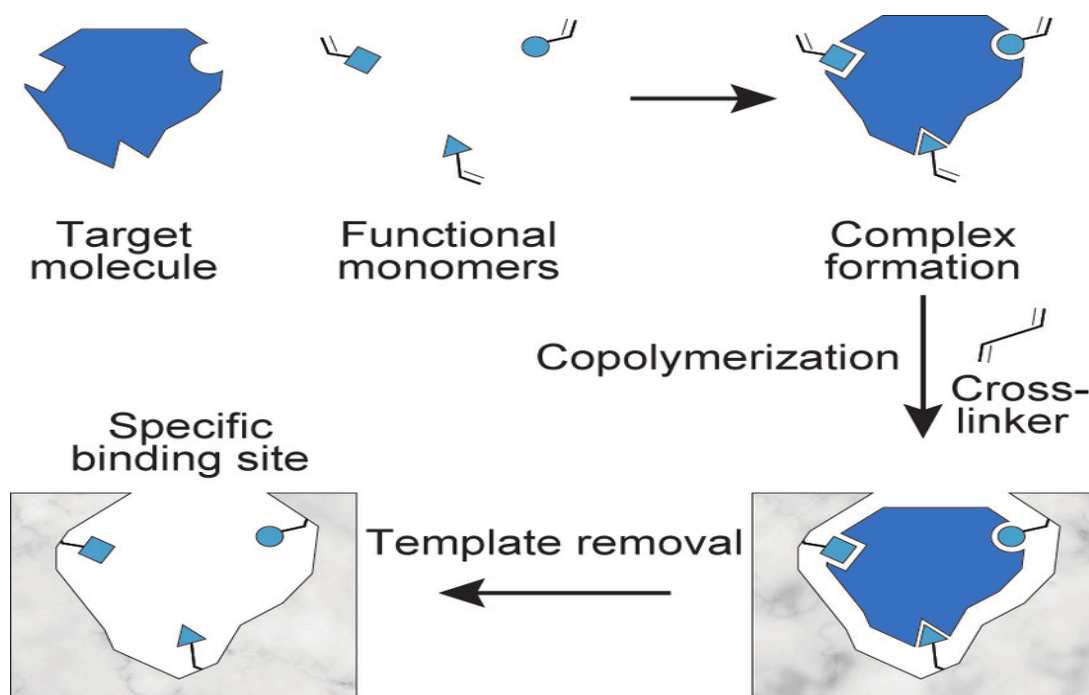 Target
molecule
Functional
monomers
Complex
formation
Copolymerization
Cross-
linker
Specific
binding site
Template removal